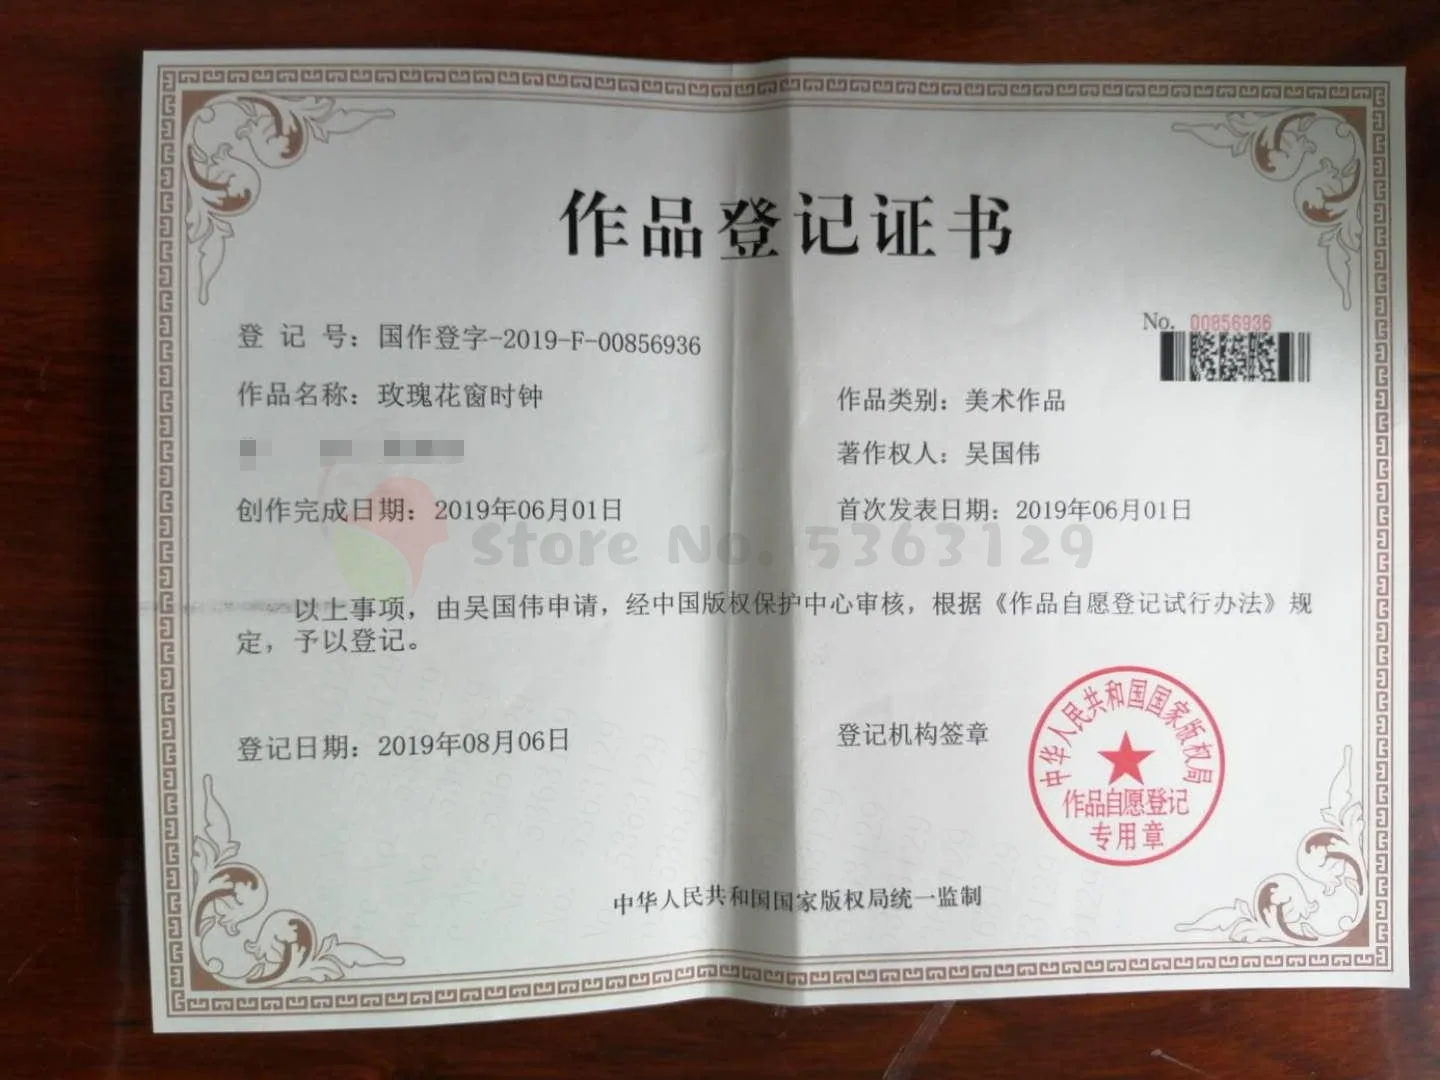 作品登记证书
No. 00856936
登 记 号：国作登字-2019-F-00856936
作品名称：玫瑰花窗时钟
作品类别：美术作品
著作权人：吴国伟
创作完成日期：2019年06月01日
首次发表日期：2019年06月01日
Store No. 5363129
以上事项，由吴国伟申请，经中国版权保护中心审核，根据《作品自愿登记试行办法》规
定，予以登记。
登记日期：2019年08月06日
登记机构签章
中华人民共和国国家版权局
作品自愿登记
专用章
中华人民共和国国家版权局统一监制